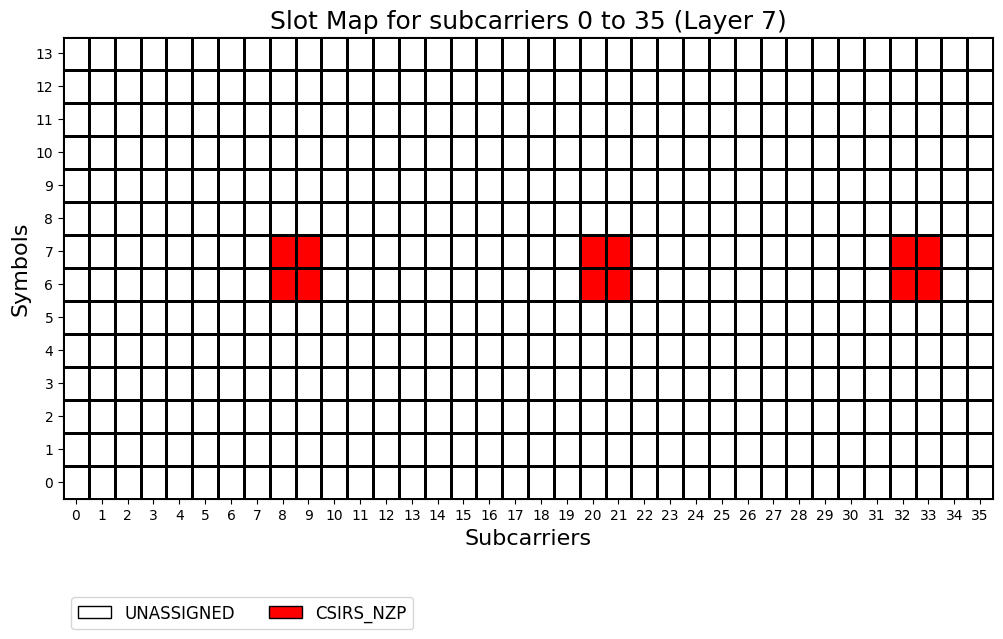 Slot Map for subcarriers 0 to 35 (Layer 7)
13
12
11
10
9
8
7
6
5
4
3
2
1
0
Symbols
0 1 2 3 4 5 6 7 8 9 10 11 12 13 14 15 16 17 18 19 20 21 22 23 24 25 26 27 28 29 30 31 32 33 34 35
Subcarriers
UNASSIGNED CSIRS_NZP